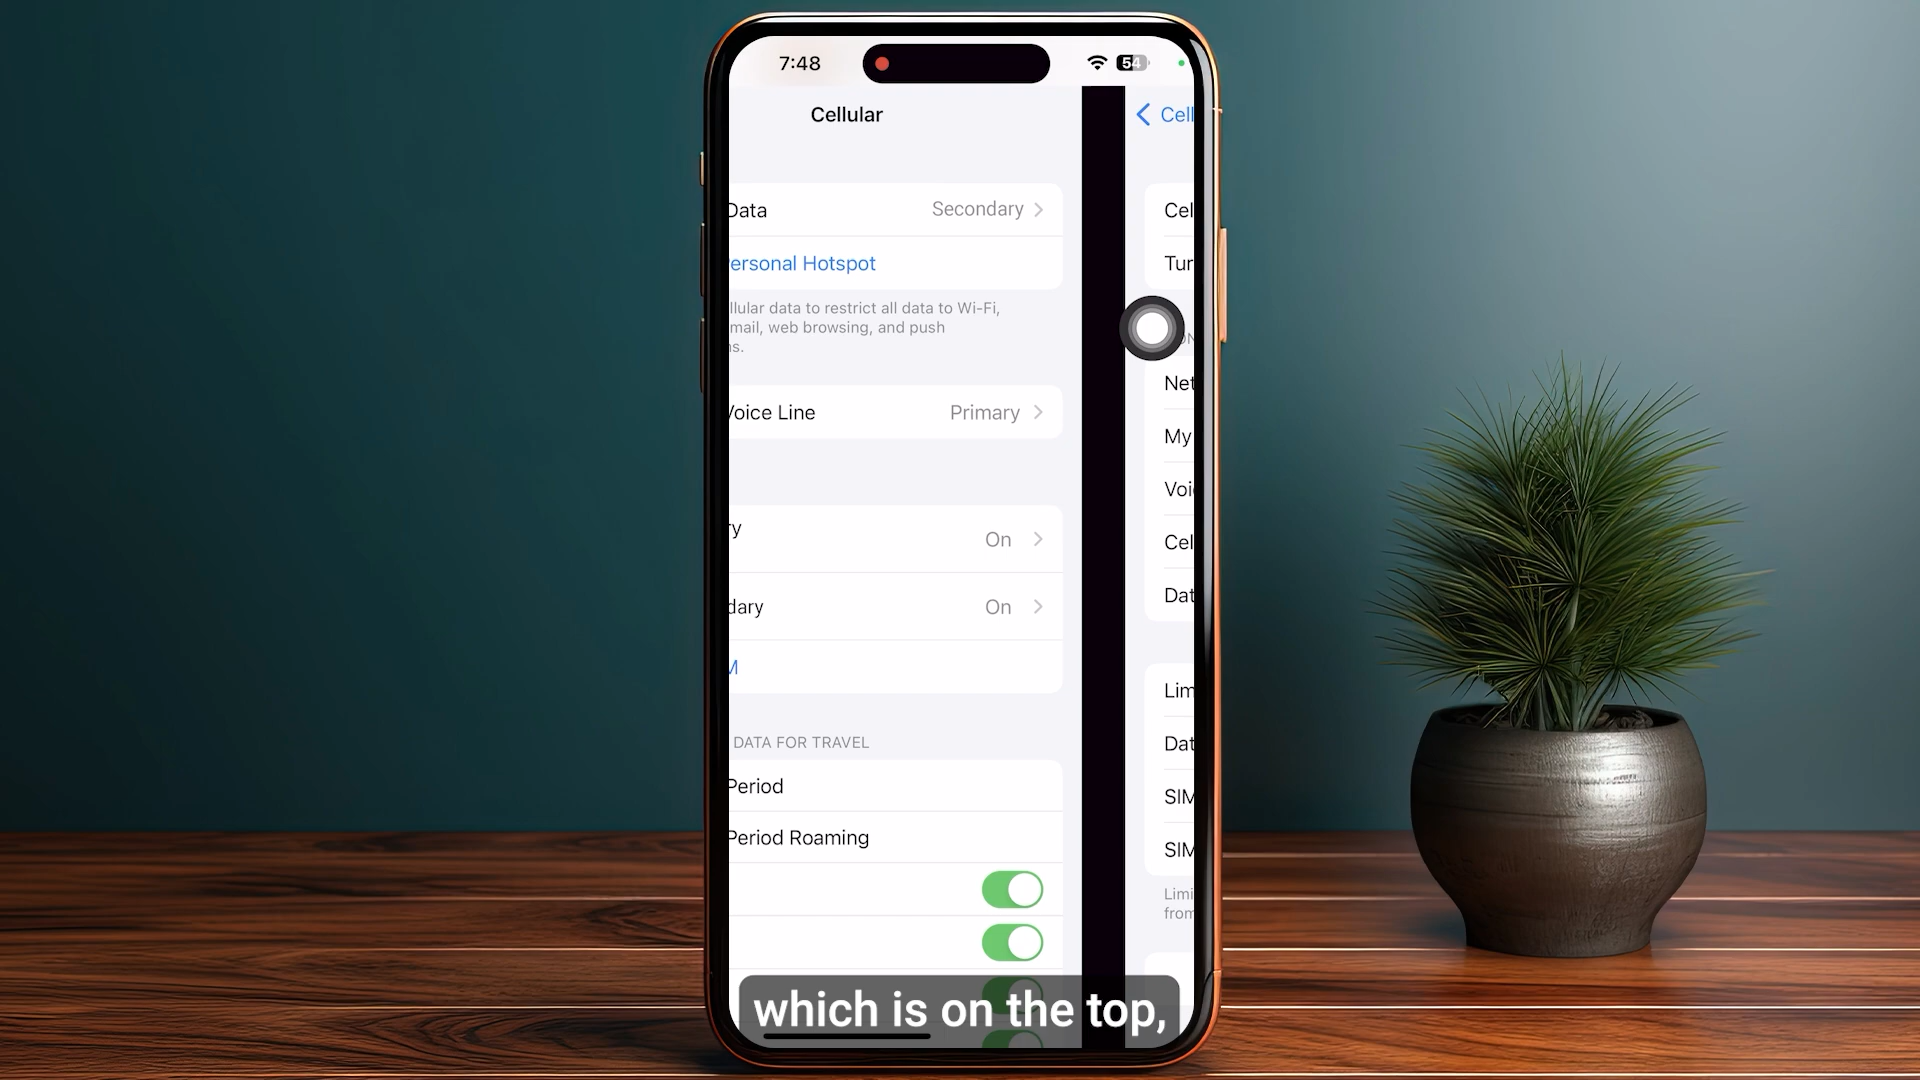 7:48
54
Cellular
Cell
Data Secondary
ersonal Hotspot
llular data to restrict all data to Wi-Fi,
mail, web browsing, and push
ns.
Voice Line Primary
ry On
dary On
M
DATA FOR TRAVEL
Period
Period Roaming
Cel
Tur
Net
My
Voi
Cel
Dat
Lim
Dat
SIM
SIM
Limi
from
which is on the top,